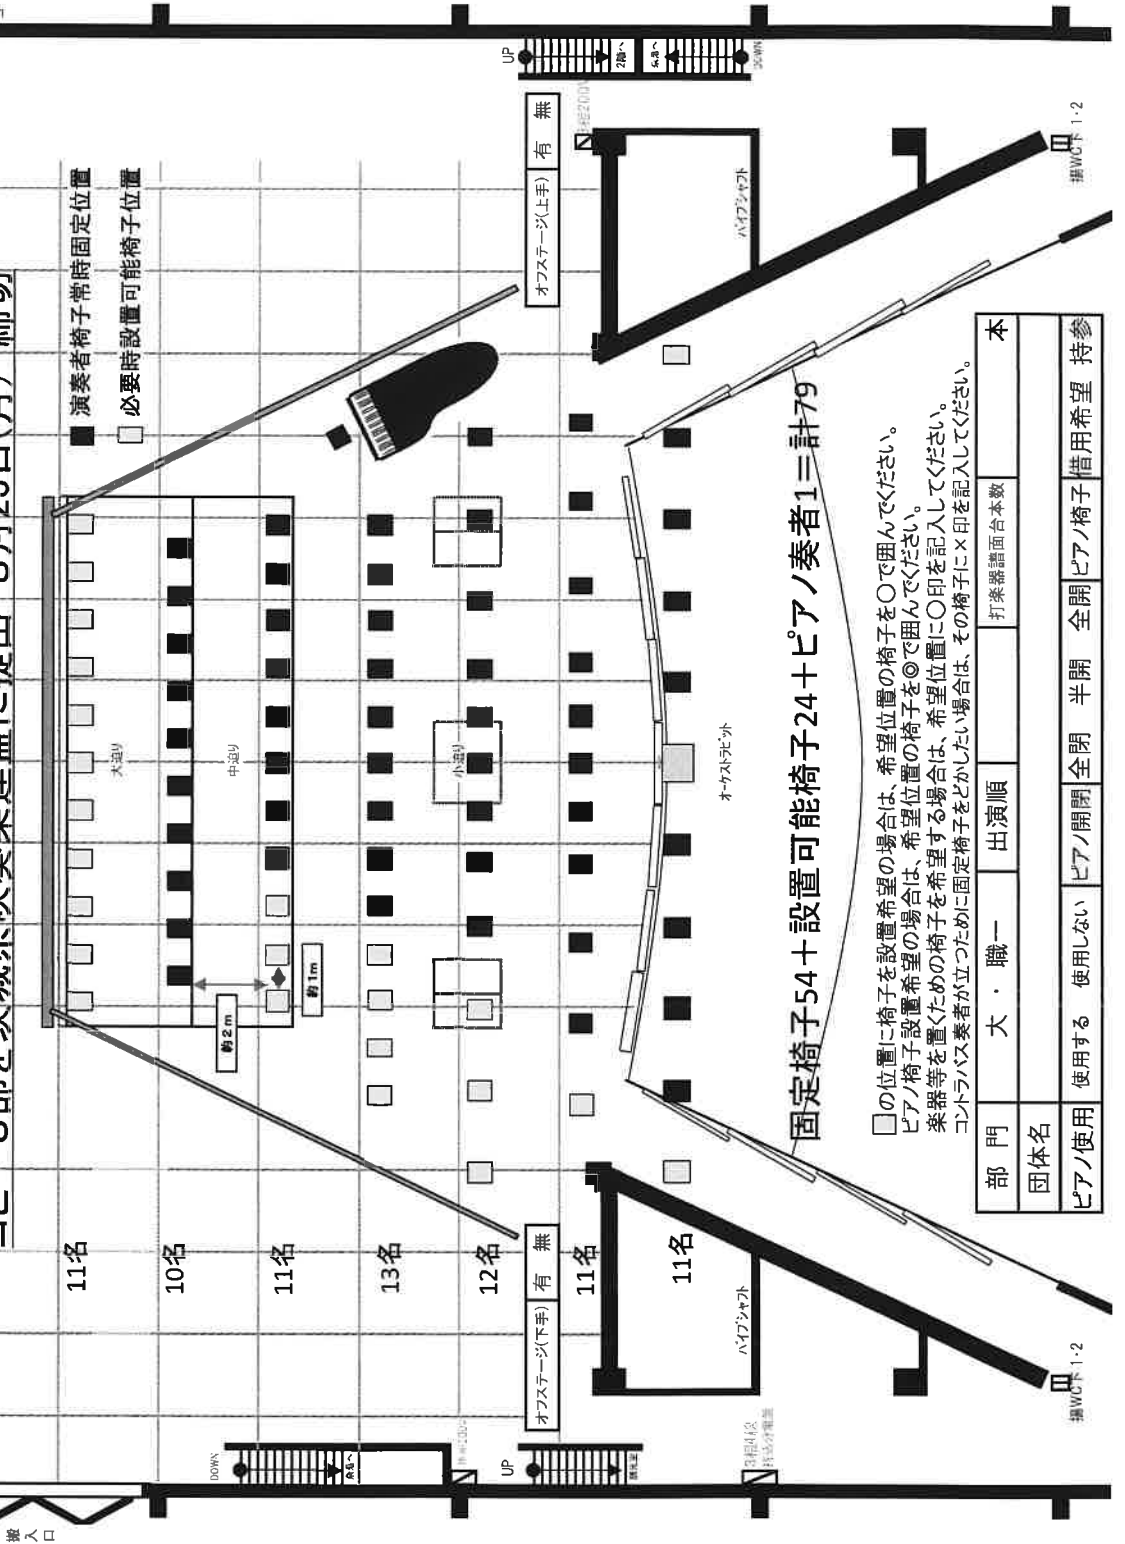 演奏者椅子常時固定位置
必要時設置可能椅子位置
UP
2階へ
DOWN
オフステージ(上手) 有 無
パイプシャフト
大迫り
中迫り
小迫り
約2m
約1m
オーケストラピット
11名
10名
11名
13名
12名
11名
11名
固定椅子54+設置可能椅子24+ピアノ奏者1=計79
の位置に椅子を設置希望の場合は、希望位置の椅子を○で囲んでください。
ピアノ椅子設置希望の場合は、希望位置の椅子を◎で囲んでください。
楽器等を置くための椅子を希望する場合は、希望位置に○印を記入してください。
コントラバス奏者が立つために固定椅子をどかしたい場合は、その椅子に×印を記入してください。
部 門 大 ・ 職一 出演順 打楽器譜面台本数 本
団体名
ピアノ使用 使用する 使用しない ピアノ開閉 全閉 半開 全開 ピアノ椅子 借用希望 持参
オフステージ(下手) 有 無
パイプシャフト
DOWN
UP
搬入口